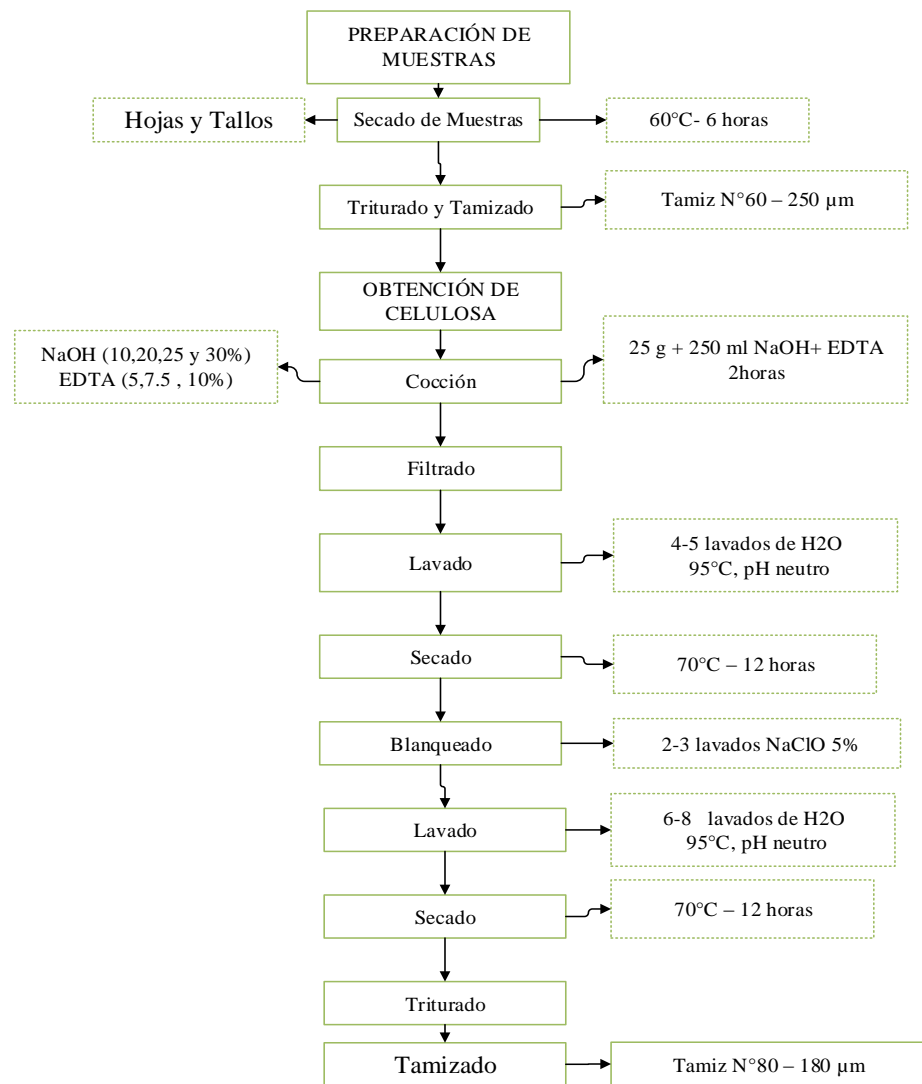 PREPARACIÓN DE
MUESTRAS
Hojas y Tallos
Secado de Muestras
60°C- 6 horas
Triturado y Tamizado
Tamiz N°60 – 250 µm
OBTENCIÓN DE
CELULOSA
NaOH (10,20,25 y 30%)
EDTA (5,7.5 , 10%)
Cocción
25 g + 250 ml NaOH+ EDTA
2horas
Filtrado
Lavado
4-5 lavados de H2O
95°C, pH neutro
Secado
70°C – 12 horas
Blanqueado
2-3 lavados NaClO 5%
Lavado
6-8 lavados de H2O
95°C, pH neutro
Secado
70°C – 12 horas
Triturado
Tamizado
Tamiz N°80 – 180 µm